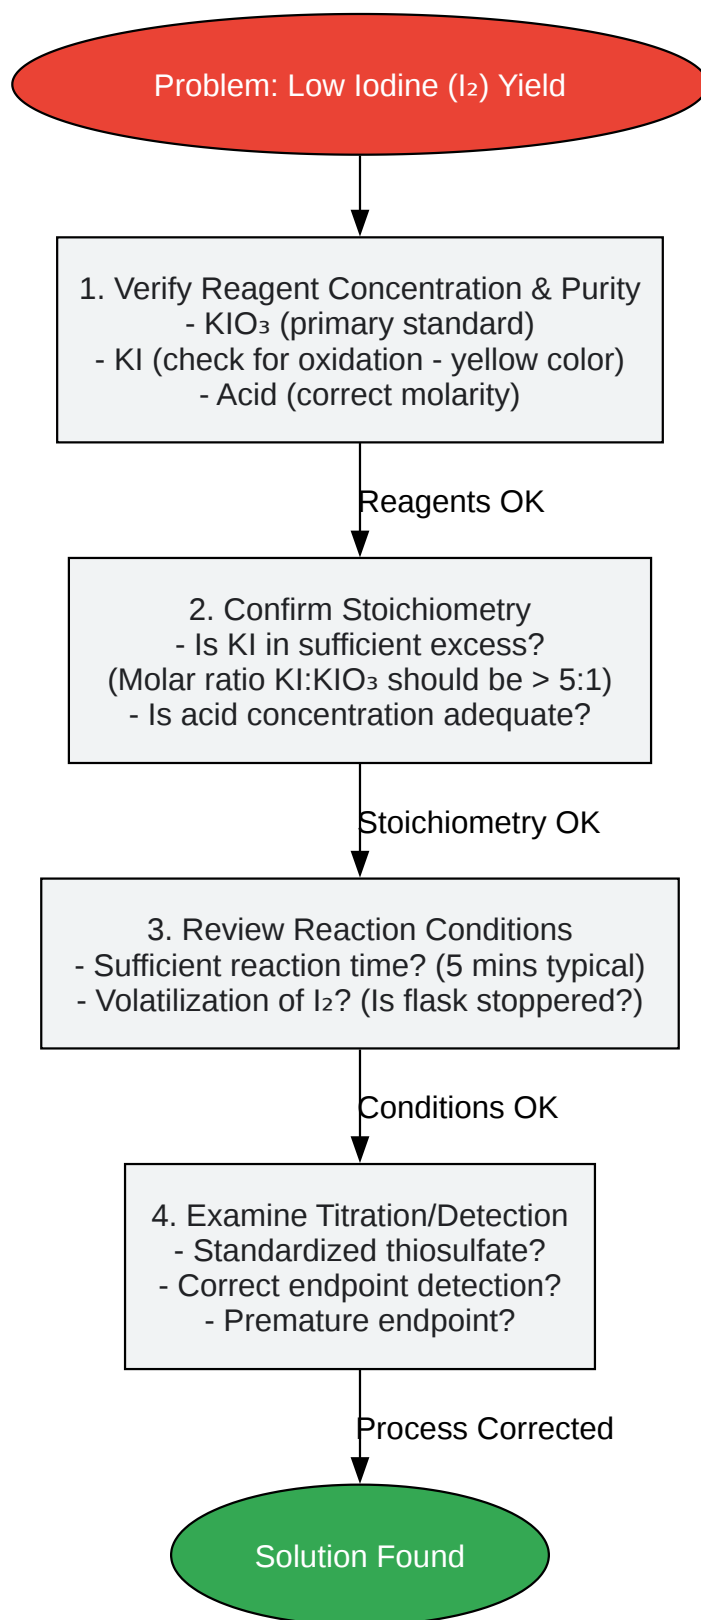 Problem: Low Iodine (I₂) Yield
1. Verify Reagent Concentration & Purity
- KIO₃ (primary standard)
- KI (check for oxidation - yellow color)
- Acid (correct molarity)
Reagents OK
2. Confirm Stoichiometry
- Is KI in sufficient excess?
(Molar ratio KI:KIO₃ should be > 5:1)
- Is acid concentration adequate?
Stoichiometry OK
3. Review Reaction Conditions
- Sufficient reaction time? (5 mins typical)
- Volatilization of I₂? (Is flask stoppered?)
Conditions OK
4. Examine Titration/Detection
- Standardized thiosulfate?
- Correct endpoint detection?
- Premature endpoint?
Process Corrected
Solution Found